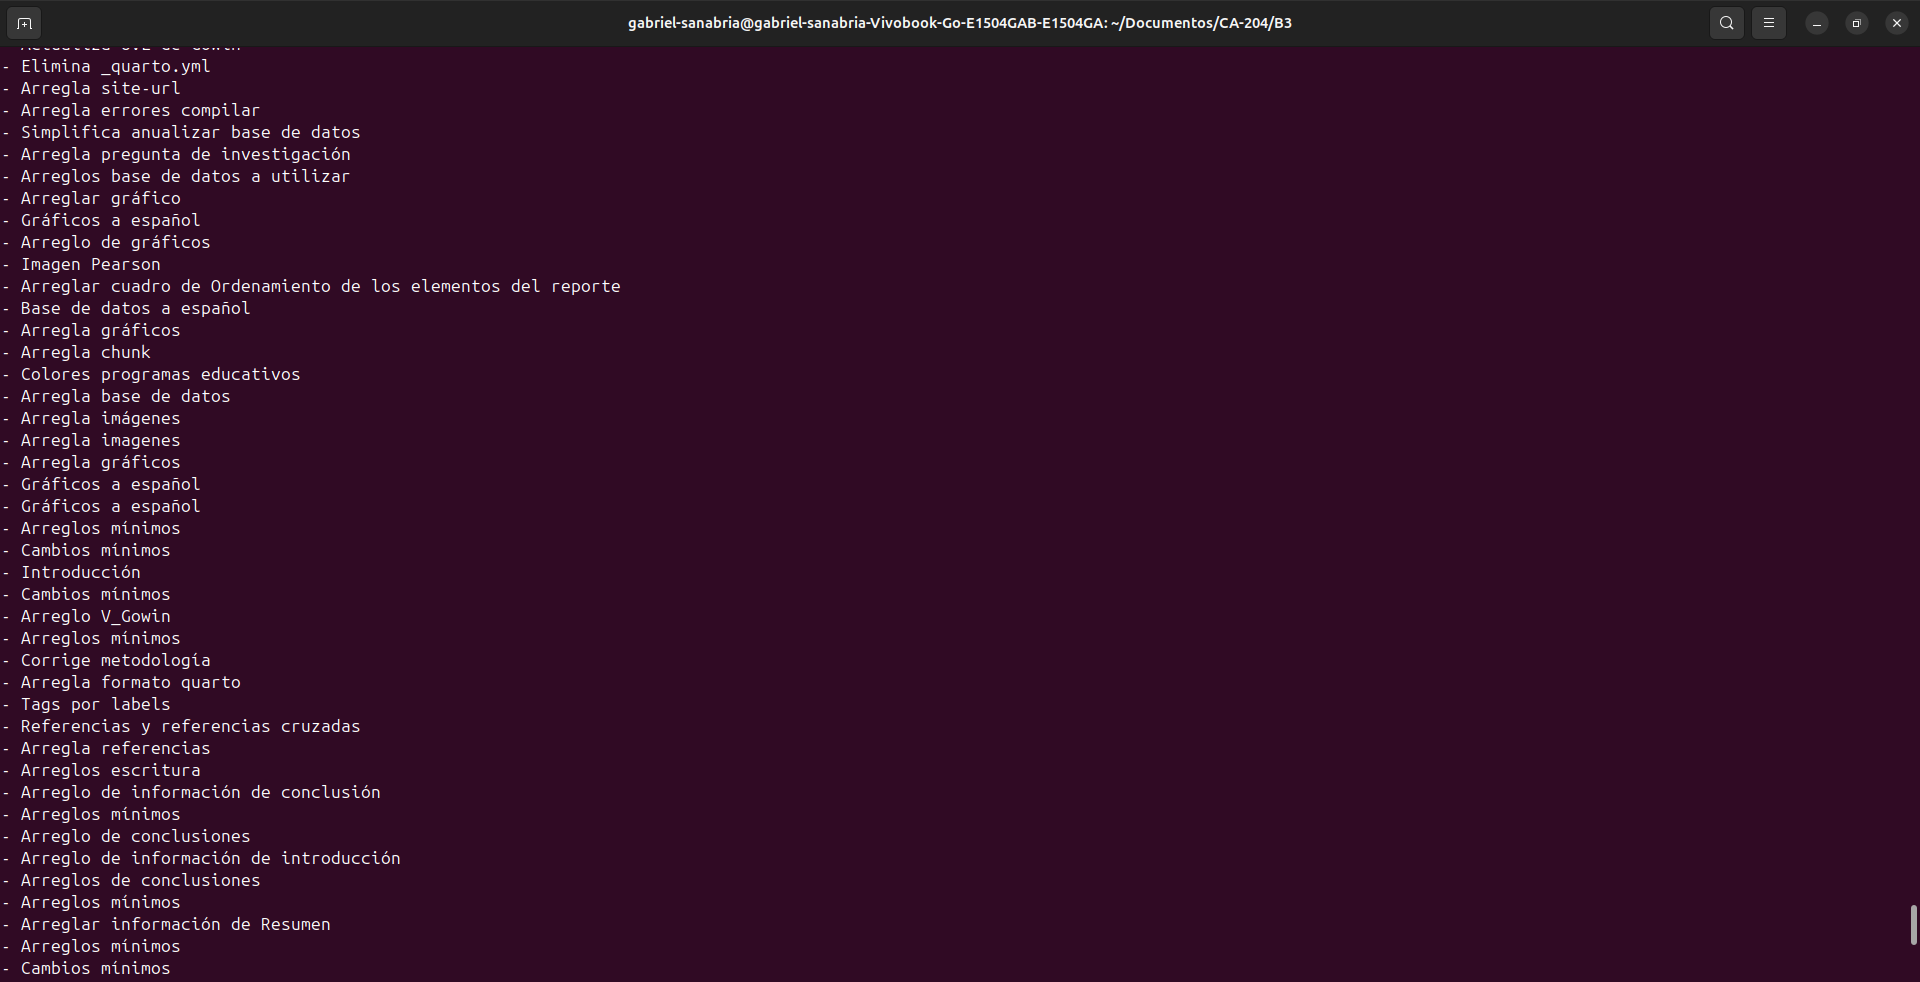 gabriel-sanabria@gabriel-sanabria-Vivobook-Go-E1504GAB-E1504GA: ~/Documentos/CA-204/B3
- Elimina _quarto.yml
- Arregla site-url
- Arregla errores compilar
- Simplifica anualizar base de datos
- Arregla pregunta de investigación
- Arreglos base de datos a utilizar
- Arreglar gráfico
- Gráficos a español
- Arreglo de gráficos
- Imagen Pearson
- Arreglar cuadro de Ordenamiento de los elementos del reporte
- Base de datos a español
- Arregla gráficos
- Arregla chunk
- Colores programas educativos
- Arregla base de datos
- Arregla imágenes
- Arregla imagenes
- Arregla gráficos
- Gráficos a español
- Gráficos a español
- Arreglos mínimos
- Cambios mínimos
- Introducción
- Cambios mínimos
- Arreglo V_Gowin
- Arreglos mínimos
- Corrige metodología
- Arregla formato quarto
- Tags por labels
- Referencias y referencias cruzadas
- Arregla referencias
- Arreglos escritura
- Arreglo de información de conclusión
- Arreglos mínimos
- Arreglo de conclusiones
- Arreglo de información de introducción
- Arreglos de conclusiones
- Arreglos mínimos
- Arreglar información de Resumen
- Arreglos mínimos
- Cambios mínimos